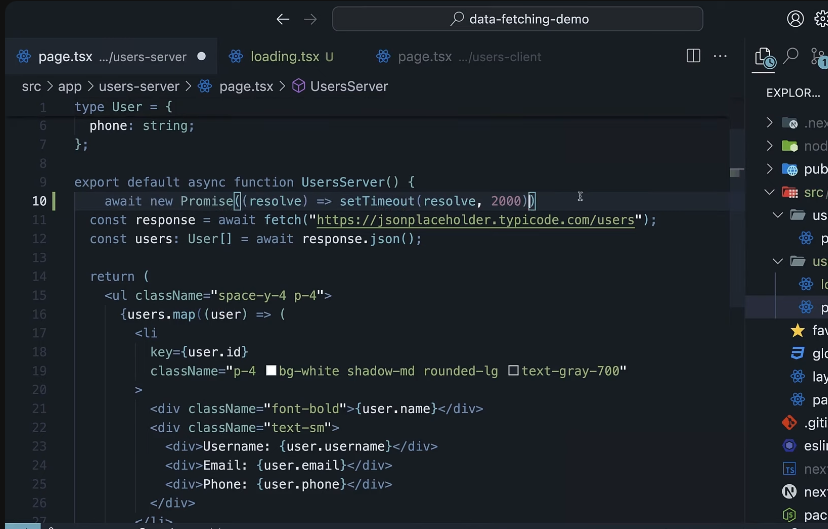 data-fetching-demo
page.tsx .../users-server
loading.tsx U
page.tsx .../users-client
src > app > users-server > page.tsx > UsersServer
EXPLOR...
1 type User = {
6 phone: string;
7 };
8
9 export default async function UsersServer() {
10 await new Promise((resolve) => setTimeout(resolve, 2000))
11 const response = await fetch("https://jsonplaceholder.typicode.com/users");
12 const users: User[] = await response.json();
13
14 return (
15 <ul className="space-y-4 p-4">
16 {users.map((user) => (
17 <li
18 key={user.id}
19 className="p-4 bg-white shadow-md rounded-lg text-gray-700"
20 >
21 <div className="font-bold">{user.name}</div>
22 <div className="text-sm">
23 <div>Username: {user.username}</div>
24 <div>Email: {user.email}</div>
25 <div>Phone: {user.phone}</div>
26 </div>
27 </li>
.nex
nod
pub
src
us
p
us
lo
p
fav
glo
lay
pa
.giti
eslin
next
next
pac